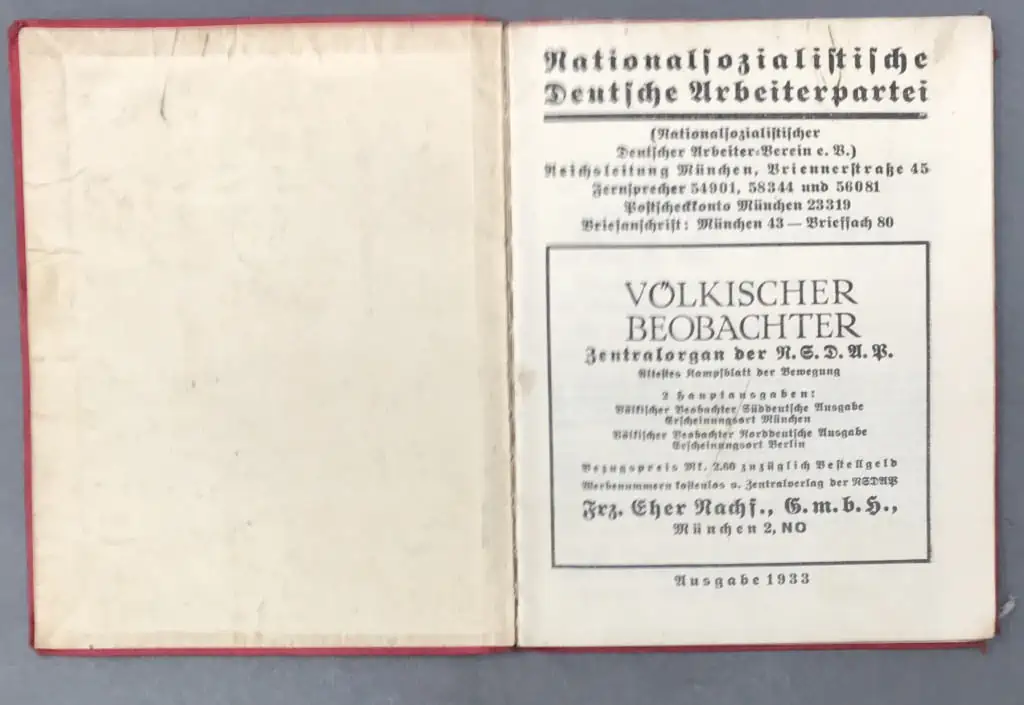 Nationalsozialistische
Deutsche Arbeiterpartei
(Nationalsozialistischer
Deutscher Arbeiter-Verein e. V.)
Reichsleitung München, Briennerstraße 45
Fernsprecher 54901, 58344 und 56081
Postscheckkonto München 23319
Briefanschrift: München 43 — Brieffach 80
VÖLKISCHER
BEOBACHTER
Zentralorgan der N.S.D.A.P.
Ältestes Kampfblatt der Bewegung
2 Hauptausgaben:
Völkischer Beobachter Süddeutsche Ausgabe
Erscheinungsort München
Völkischer Beobachter Norddeutsche Ausgabe
Erscheinungsort Berlin
Bezugspreis Mk. 2.60 zuzüglich Bestellgeld
Werbenummern kostenlos v. Zentralverlag der NSDAP
Frz. Eher Nachf., G.m.b.H.,
München 2, NO
Ausgabe 1933